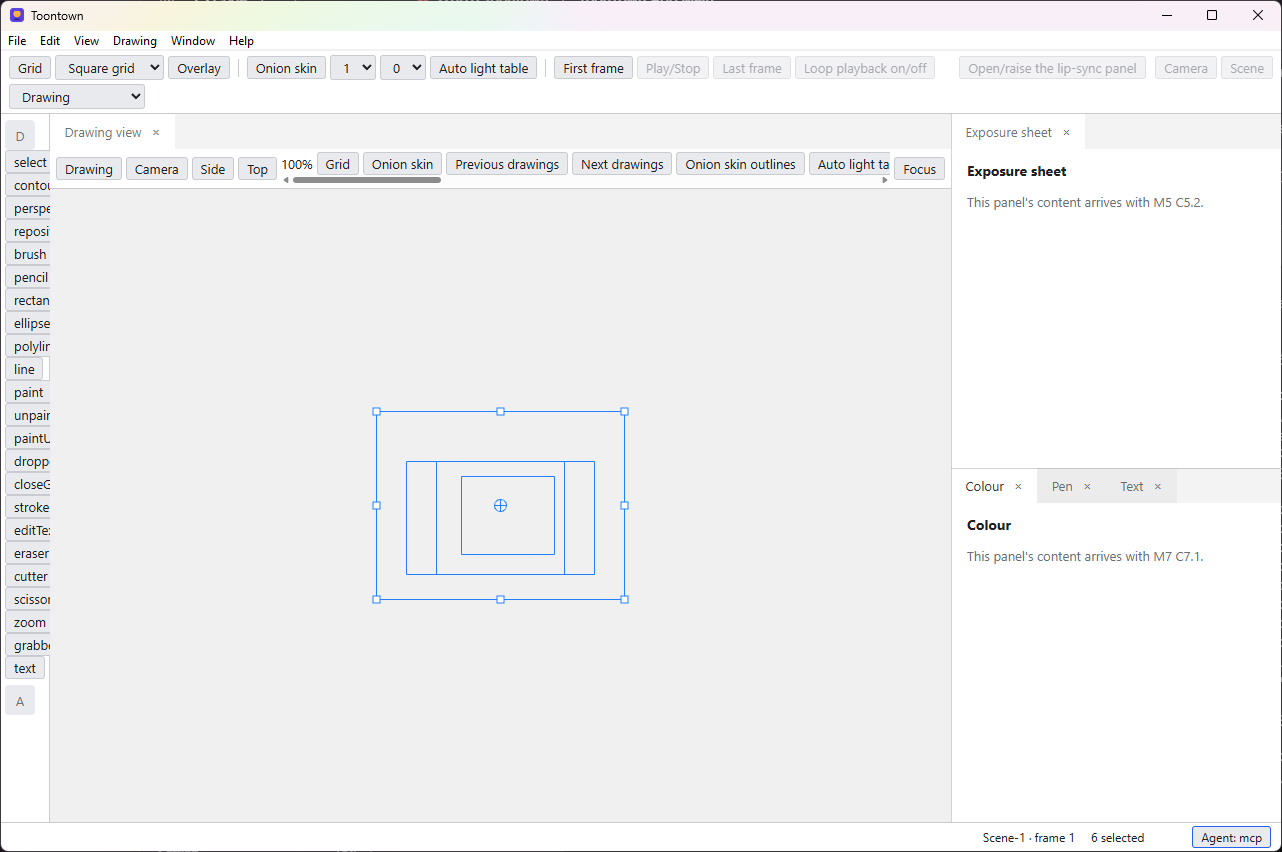 Toontown
File Edit View Drawing Window Help
Grid Square grid Overlay Onion skin 1 0 Auto light table First frame Play/Stop Last frame Loop playback on/off Open/raise the lip-sync panel Camera Scene
Drawing
D
Drawing view ×
Exposure sheet ×
select
contou
perspe
reposi
brush
pencil
rectan
ellipse
polylin
line
paint
unpain
paintU
droppe
closeG
stroke
editTex
eraser
cutter
scissor
zoom
grabbe
text
A
Drawing Camera Side Top 100% Grid Onion skin Previous drawings Next drawings Onion skin outlines Auto light ta Focus
Exposure sheet
This panel's content arrives with M5 C5.2.
Colour × Pen × Text ×
Colour
This panel's content arrives with M7 C7.1.
Scene-1 · frame 1 6 selected Agent: mcp